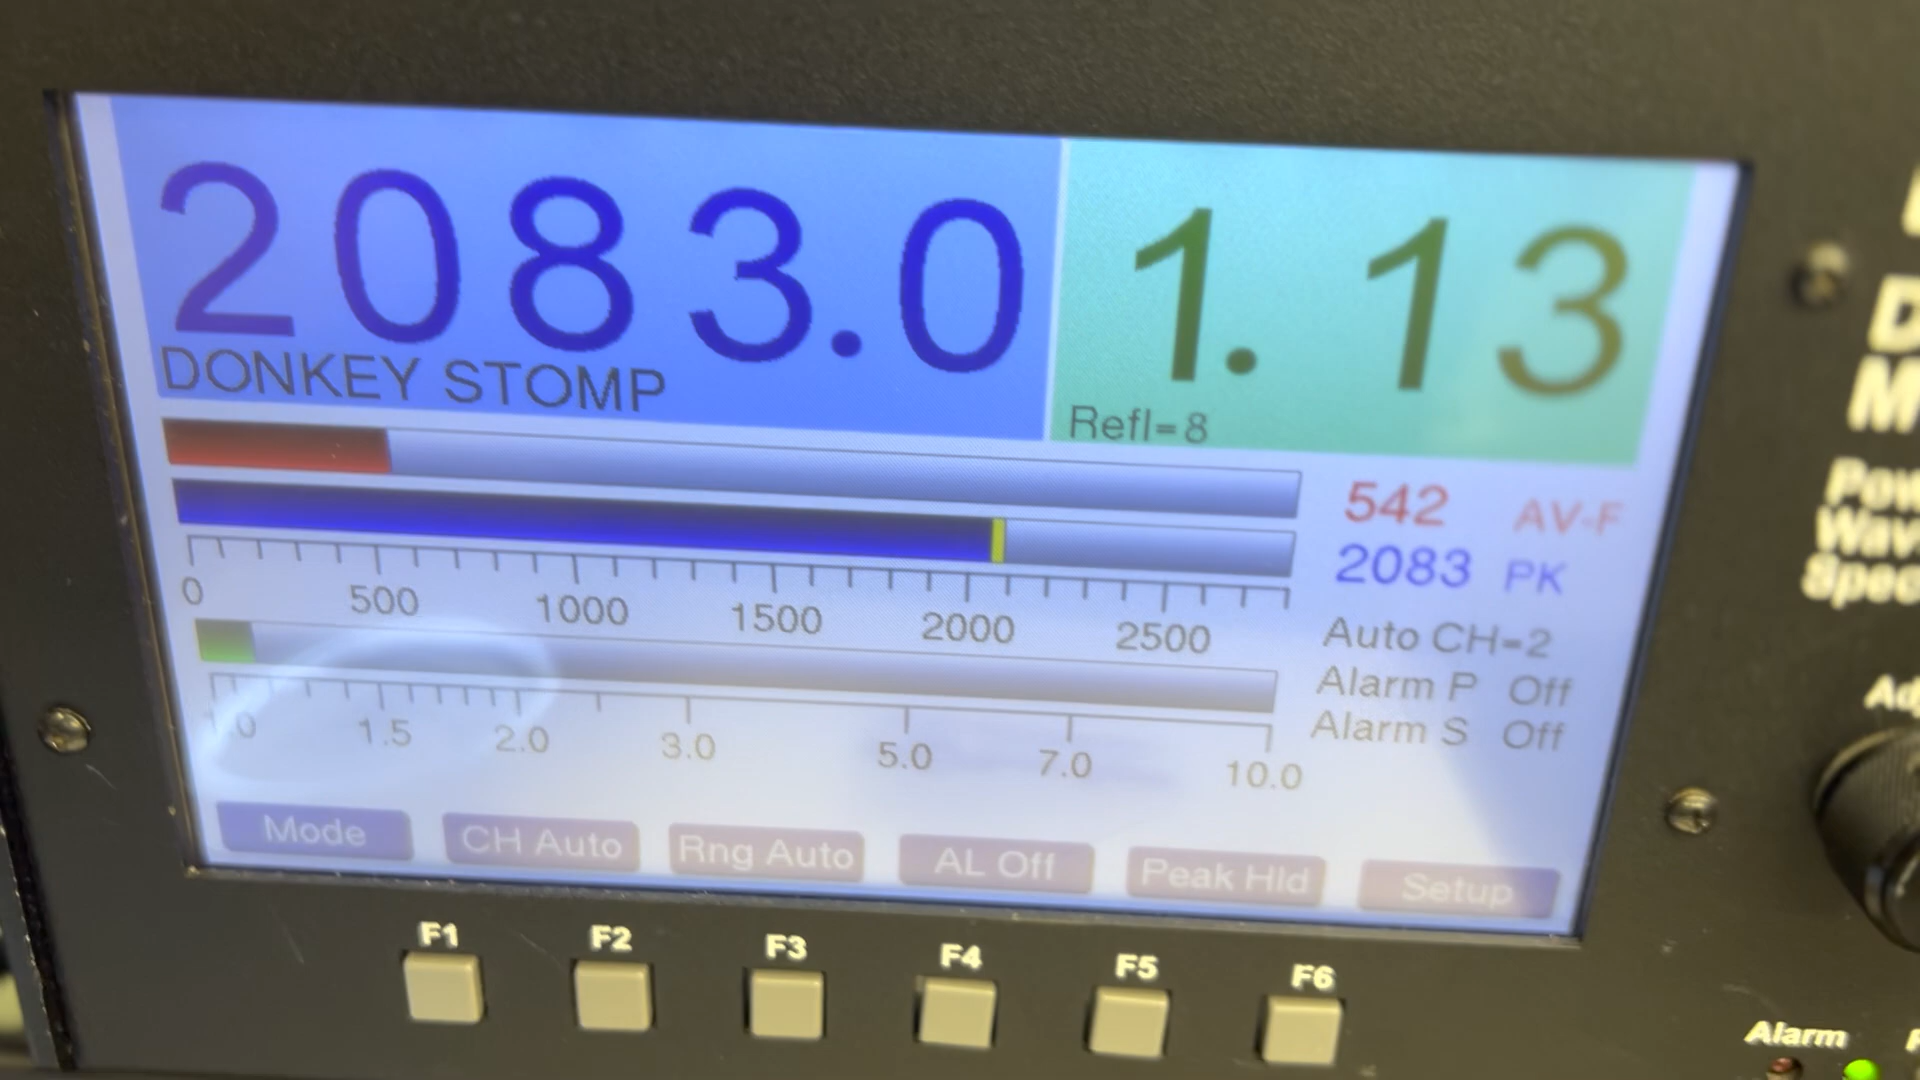 2083.0
1.13
DONKEY STOMP
Refl=8
542 AV-F
2083 PK
0 500 1000 1500 2000 2500
Auto CH=2
Alarm P Off
Alarm S Off
1.5 2.0 3.0 5.0 7.0 10.0
Mode CH Auto Rng Auto AL Off Peak Hld Setup
F1 F2 F3 F4 F5 F6
Alarm